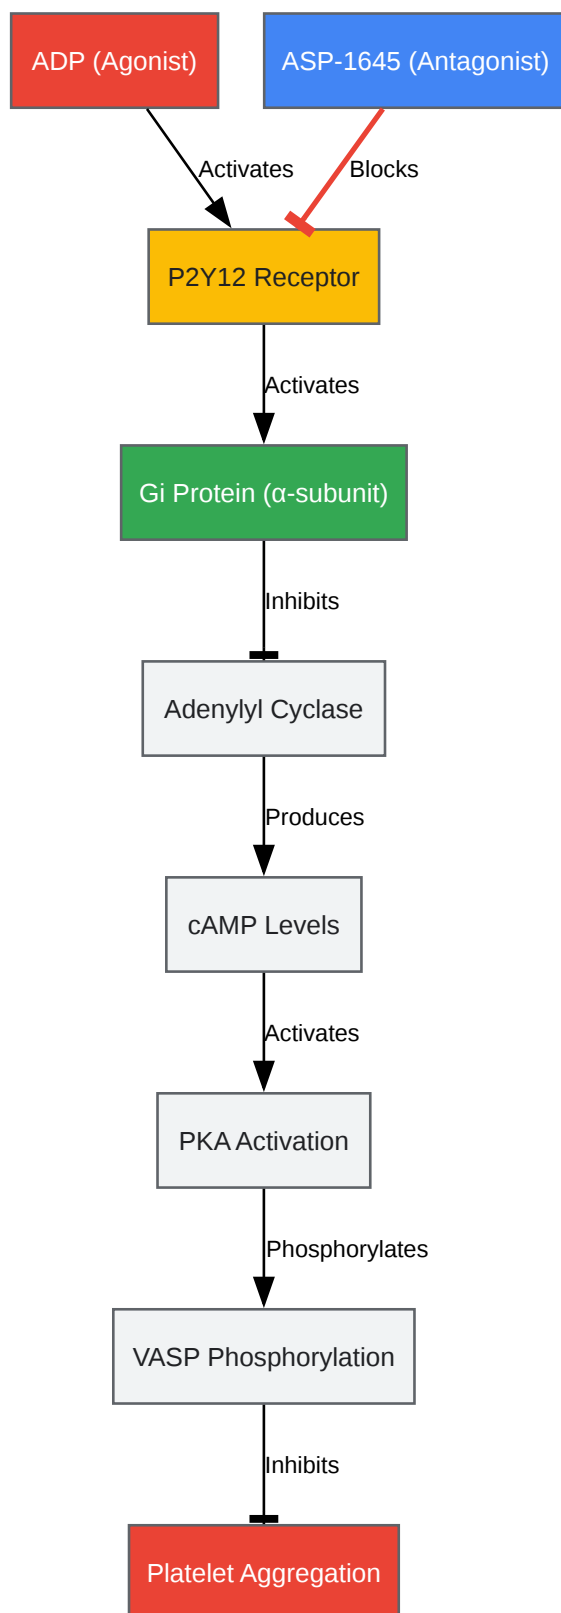 ADP (Agonist)
ASP-1645 (Antagonist)
Activates
Blocks
P2Y12 Receptor
Activates
Gi Protein (α-subunit)
Inhibits
Adenylyl Cyclase
Produces
cAMP Levels
Activates
PKA Activation
Phosphorylates
VASP Phosphorylation
Inhibits
Platelet Aggregation